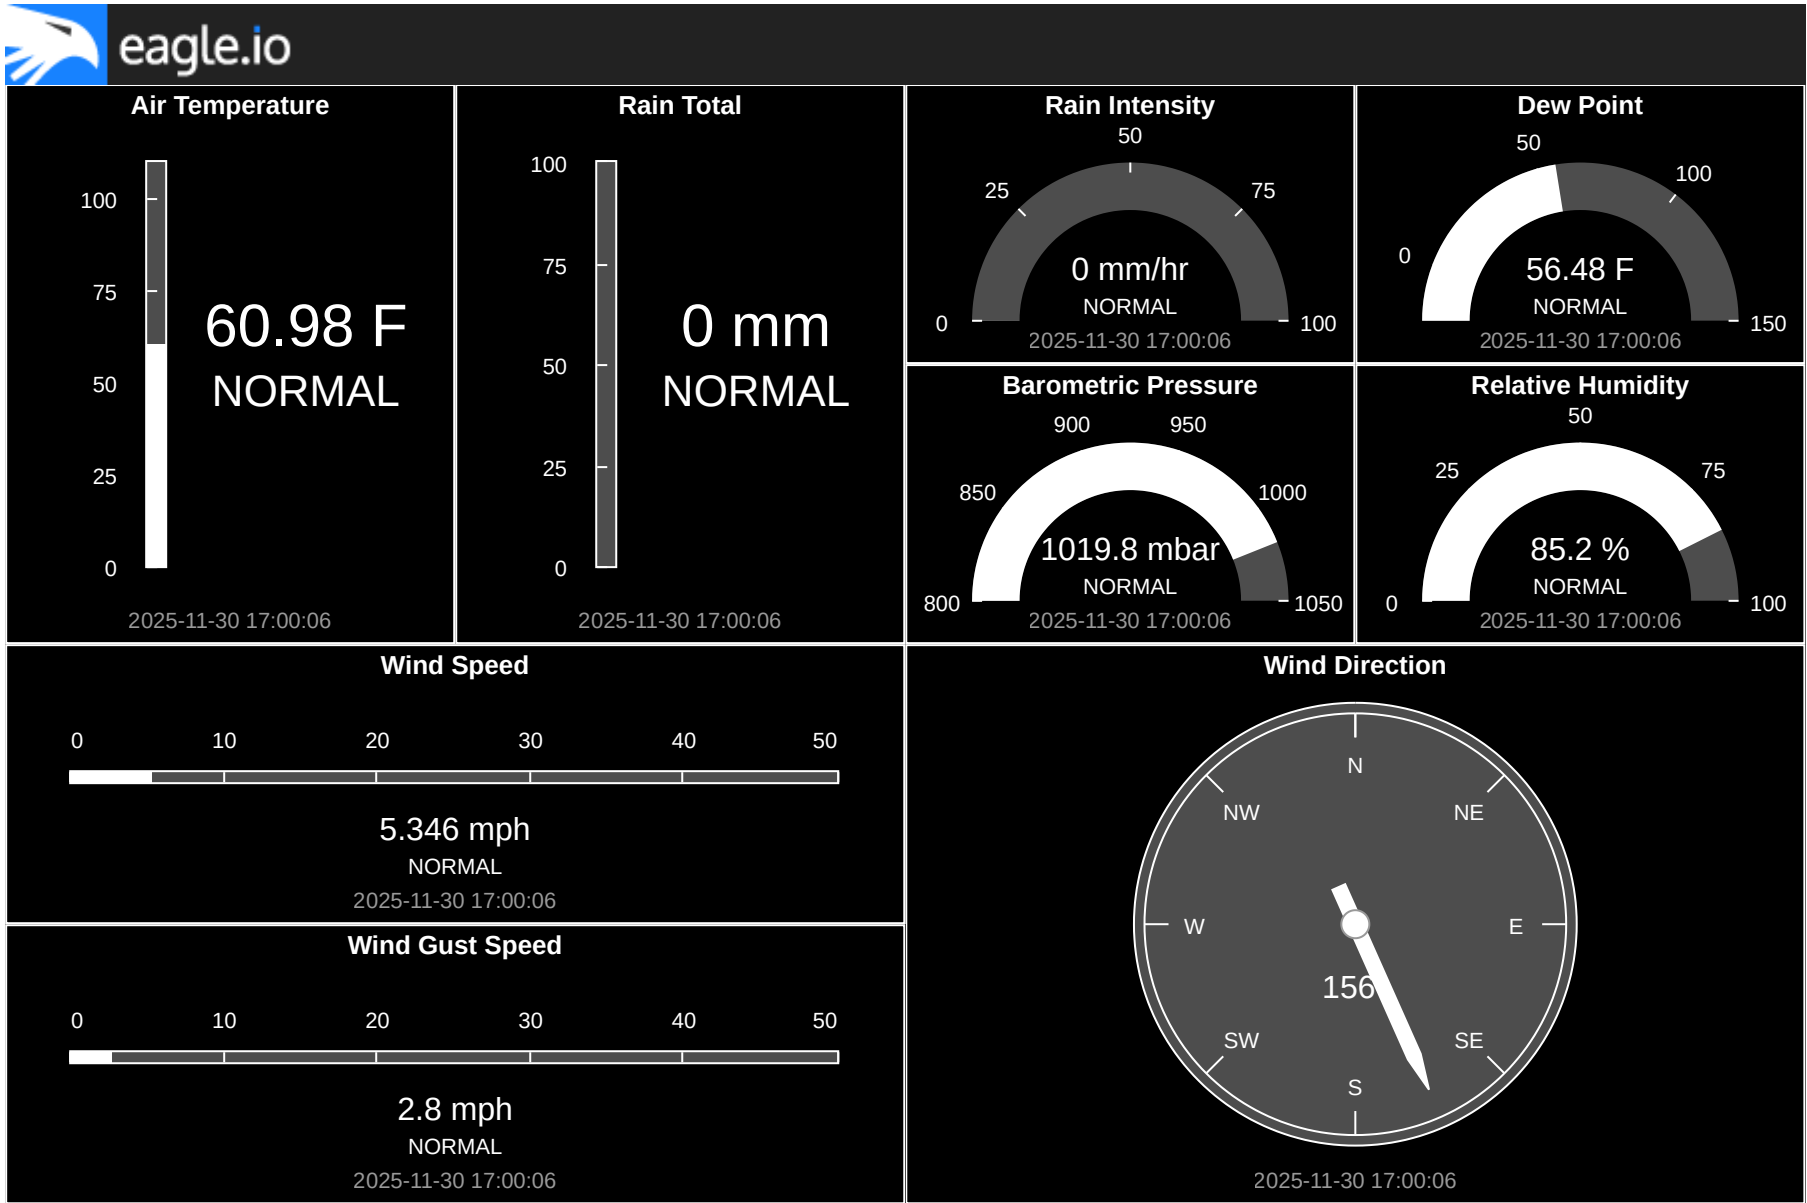 eagle.io
Air Temperature
100
75
50
25
0
60.98 F
NORMAL
2025-11-30 17:00:06
Rain Total
100
75
50
25
0
0 mm
NORMAL
2025-11-30 17:00:06
Rain Intensity
0
25
50
75
100
0 mm/hr
NORMAL
2025-11-30 17:00:06
Dew Point
0
50
100
150
56.48 F
NORMAL
2025-11-30 17:00:06
Barometric Pressure
800
850
900
950
1000
1050
1019.8 mbar
NORMAL
2025-11-30 17:00:06
Relative Humidity
0
25
50
75
100
85.2 %
NORMAL
2025-11-30 17:00:06
Wind Speed
0 10 20 30 40 50
5.346 mph
NORMAL
2025-11-30 17:00:06
Wind Gust Speed
0 10 20 30 40 50
2.8 mph
NORMAL
2025-11-30 17:00:06
Wind Direction
N
NW NE
W E
156
SW SE
S
2025-11-30 17:00:06